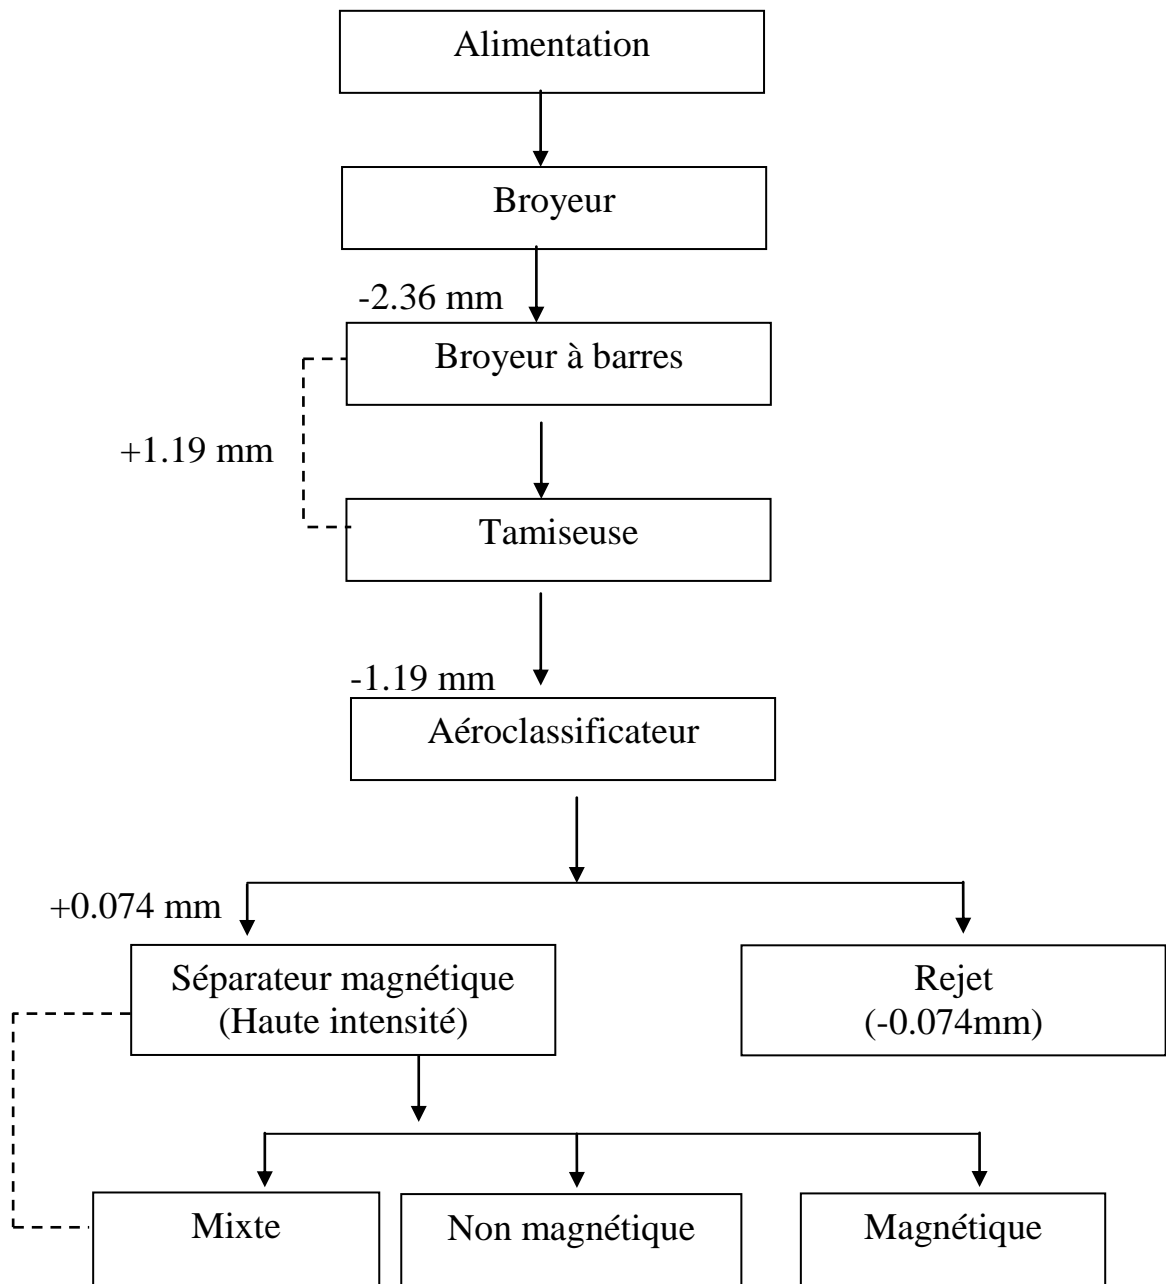 Alimentation
Broyeur
-2.36 mm
Broyeur à barres
+1.19 mm
Tamiseuse
-1.19 mm
Aéroclassificateur
+0.074 mm
Séparateur magnétique
(Haute intensité)
Rejet
(-0.074mm)
Mixte
Non magnétique
Magnétique